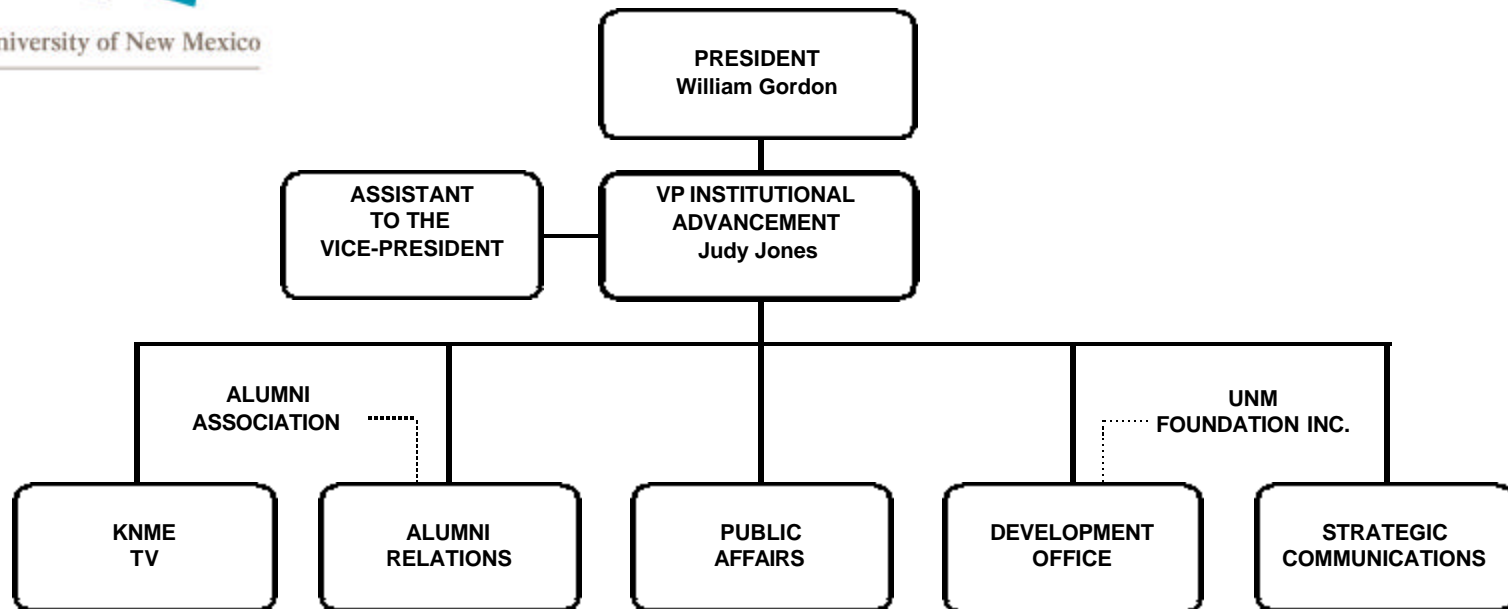 University of New Mexico
PRESIDENT
William Gordon
ASSISTANT
TO THE
VICE-PRESIDENT
VP INSTITUTIONAL
ADVANCEMENT
Judy Jones
ALUMNI
ASSOCIATION
UNM
FOUNDATION INC.
KNME
TV
ALUMNI
RELATIONS
PUBLIC
AFFAIRS
DEVELOPMENT
OFFICE
STRATEGIC
COMMUNICATIONS